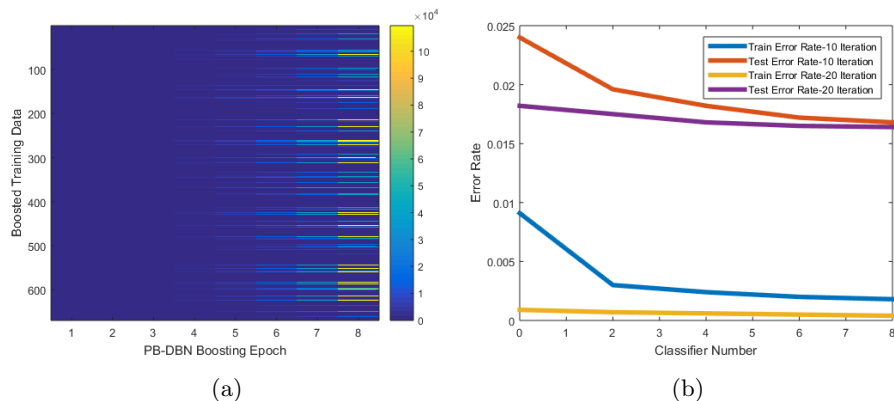 ×10⁴
100
200
300
400
500
600
Boosted Training Data
1 2 3 4 5 6 7 8
PB-DBN Boosting Epoch
10
9
8
7
6
5
4
3
2
1
0
(a)
0.025
0.02
0.015
0.01
0.005
0
Error Rate
Train Error Rate-10 Iteration
Test Error Rate-10 Iteration
Train Error Rate-20 Iteration
Test Error Rate-20 Iteration
0 1 2 3 4 5 6 7 8
Classifier Number
(b)